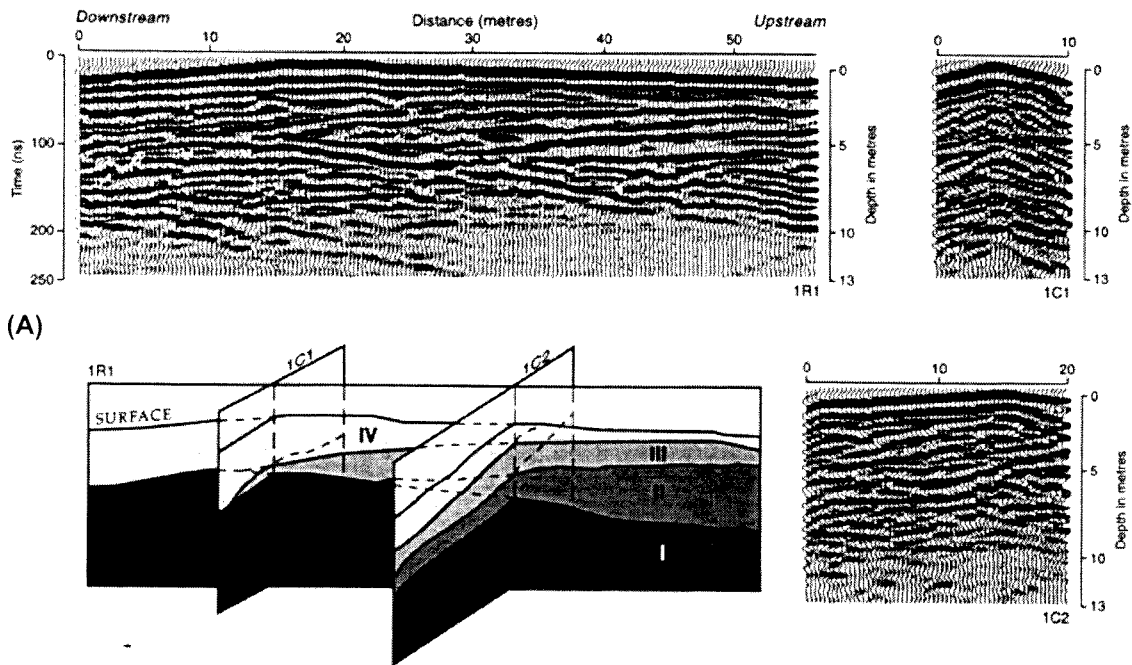 Downstream Distance (metres) Upstream
0 10 20 30 40 50
0
100
200
250
Time (ns)
0
5
10
13
Depth in metres
1R1
0 10
0
5
10
13
Depth in metres
1C1
(A)
1R1
1C1
1C2
SURFACE
IV
III
II
I
0 10 20
0
5
10
13
Depth in metres
1C2